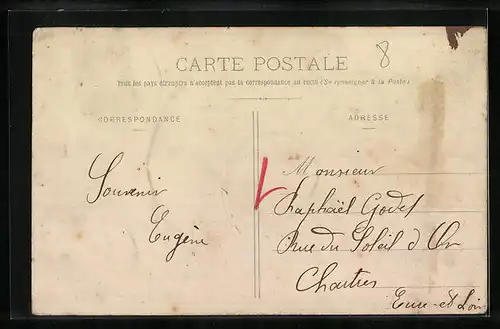 CARTE POSTALE
8
Tous les pays étrangers n'acceptent pas la correspondance au recto (Se renseigner à la Poste)
CORRESPONDANCE
ADRESSE
Souvenir
Eugène
Monsieur
Raphaël Godet
Rue du Soleil d'Or
Chartres
Eure-et Loir